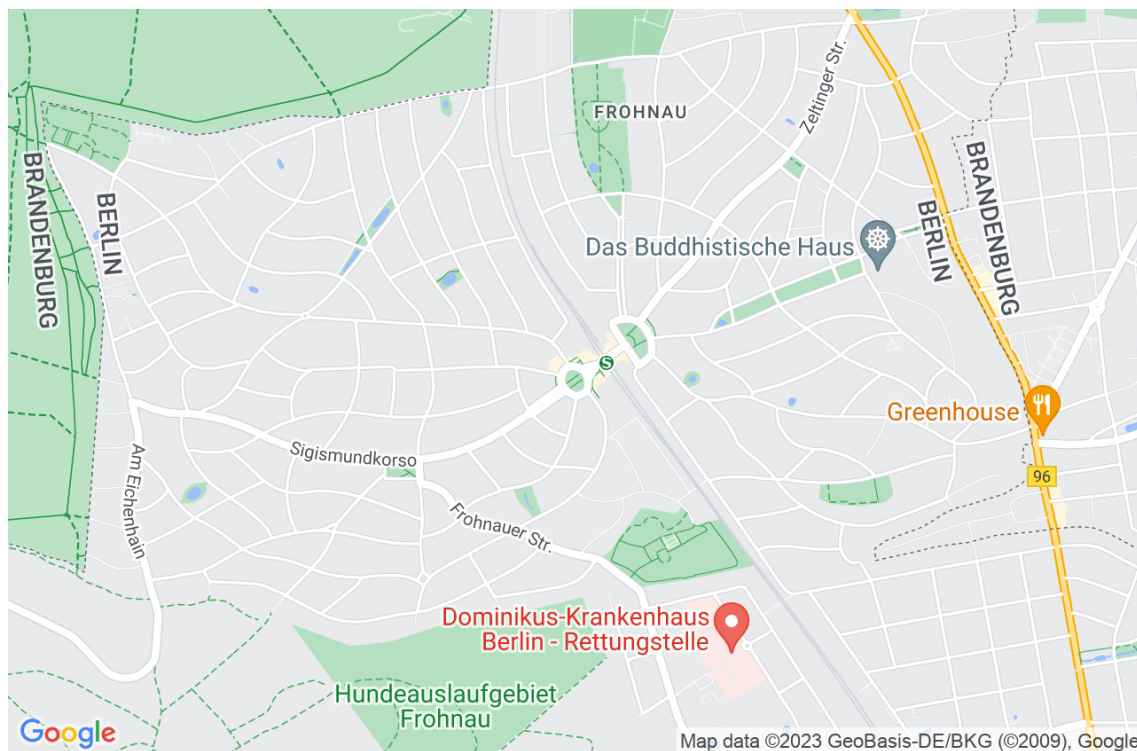 FROHNAU
Zeltinger Str.
BRANDENBURG
BERLIN
BRANDENBURG
BERLIN
Das Buddhistische Haus
S
Greenhouse
Sigismundkorso
96
Am Eichenhain
Frohnauer Str.
Dominikus-Krankenhaus
Berlin - Rettungstelle
Hundeauslaufgebiet
Frohnau
Google
Map data ©2023 GeoBasis-DE/BKG (©2009), Google